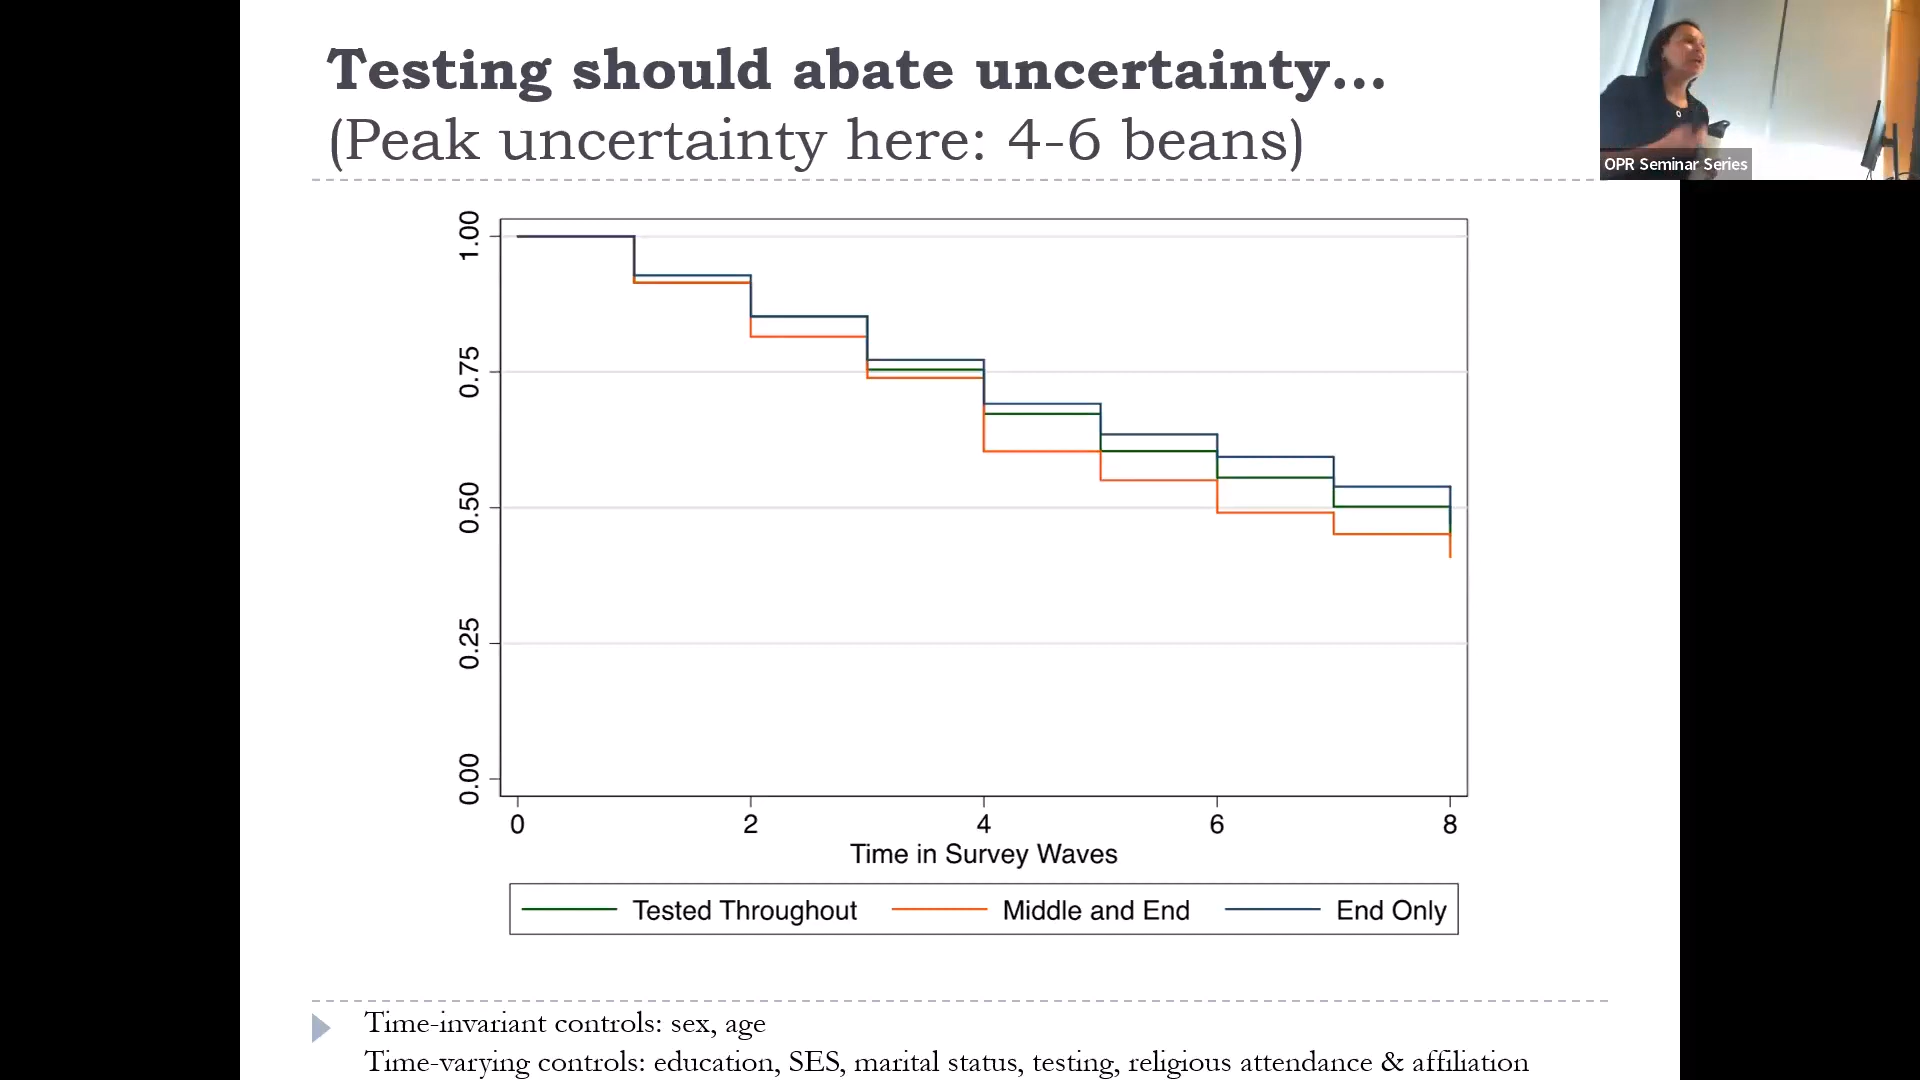 Testing should abate uncertainty...
(Peak uncertainty here: 4-6 beans)
OPR Seminar Series
1.00
0.75
0.50
0.25
0.00
0 2 4 6 8
Time in Survey Waves
Tested Throughout Middle and End End Only
Time-invariant controls: sex, age
Time-varying controls: education, SES, marital status, testing, religious attendance & affiliation